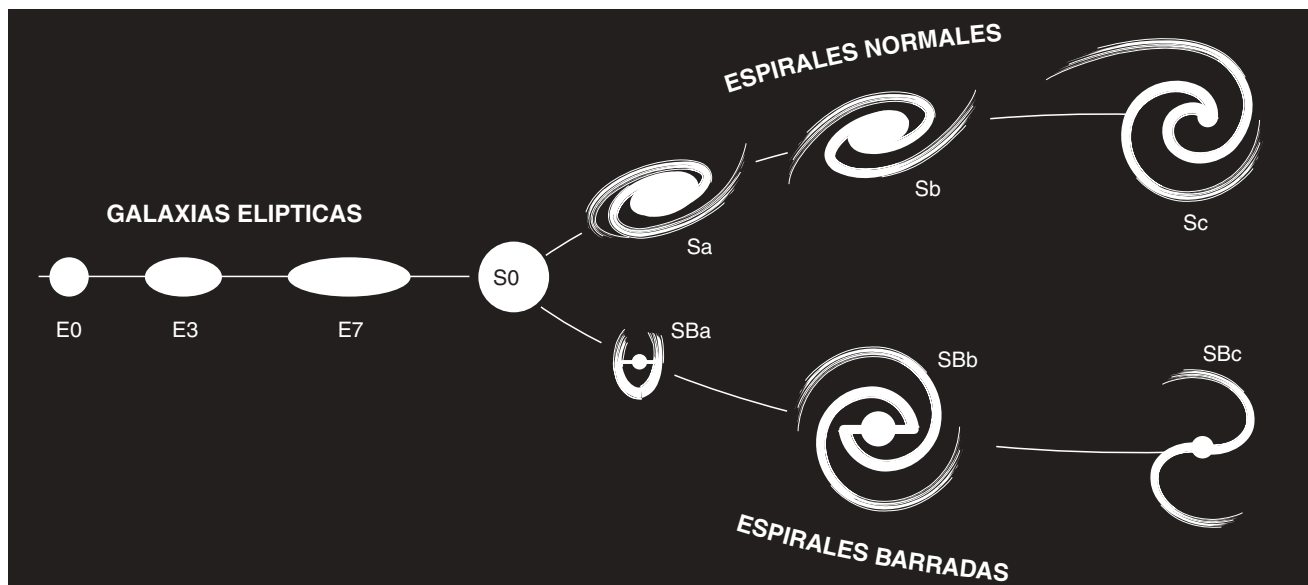 ESPIRALES NORMALES
Sb
Sc
GALAXIAS ELIPTICAS
Sa
S0
E0
E3
E7
SBa
SBb
SBc
ESPIRALES BARRADAS